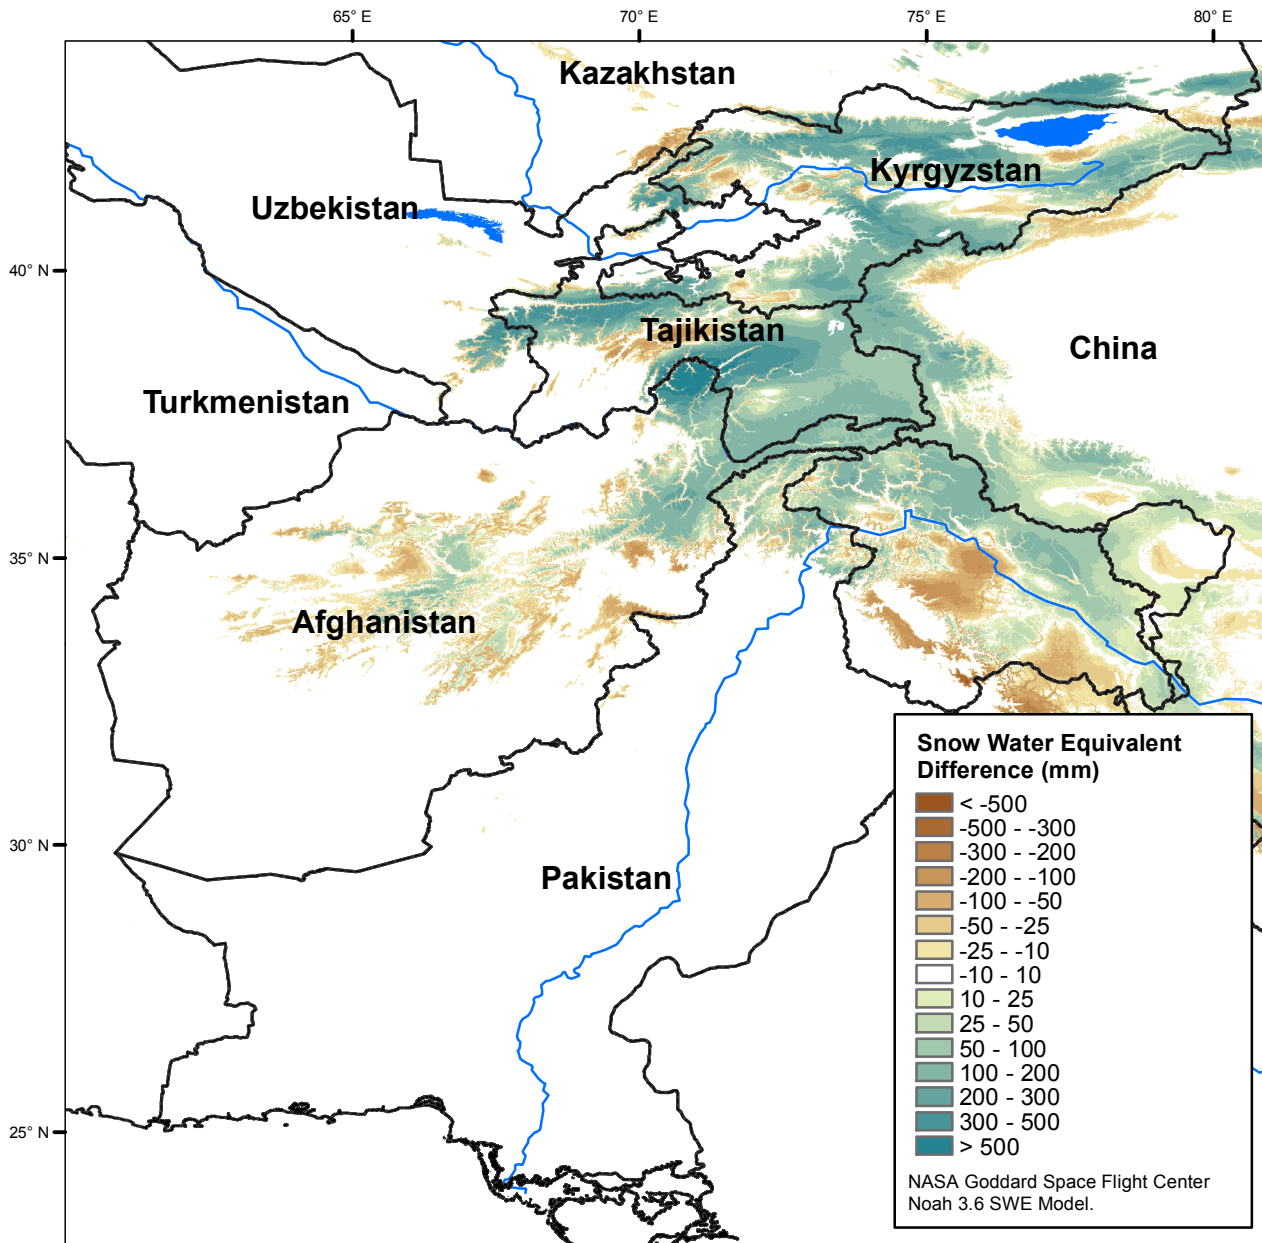 65° E
70° E
75° E
80° E
Kazakhstan
Kyrgyzstan
Uzbekistan
40° N
Tajikistan
China
Turkmenistan
35° N
Afghanistan
30° N
Pakistan
25° N
Snow Water Equivalent
Difference (mm)
< -500
-500 - -300
-300 - -200
-200 - -100
-100 - -50
-50 - -25
-25 - -10
-10 - 10
10 - 25
25 - 50
50 - 100
100 - 200
200 - 300
300 - 500
> 500
NASA Goddard Space Flight Center
Noah 3.6 SWE Model.